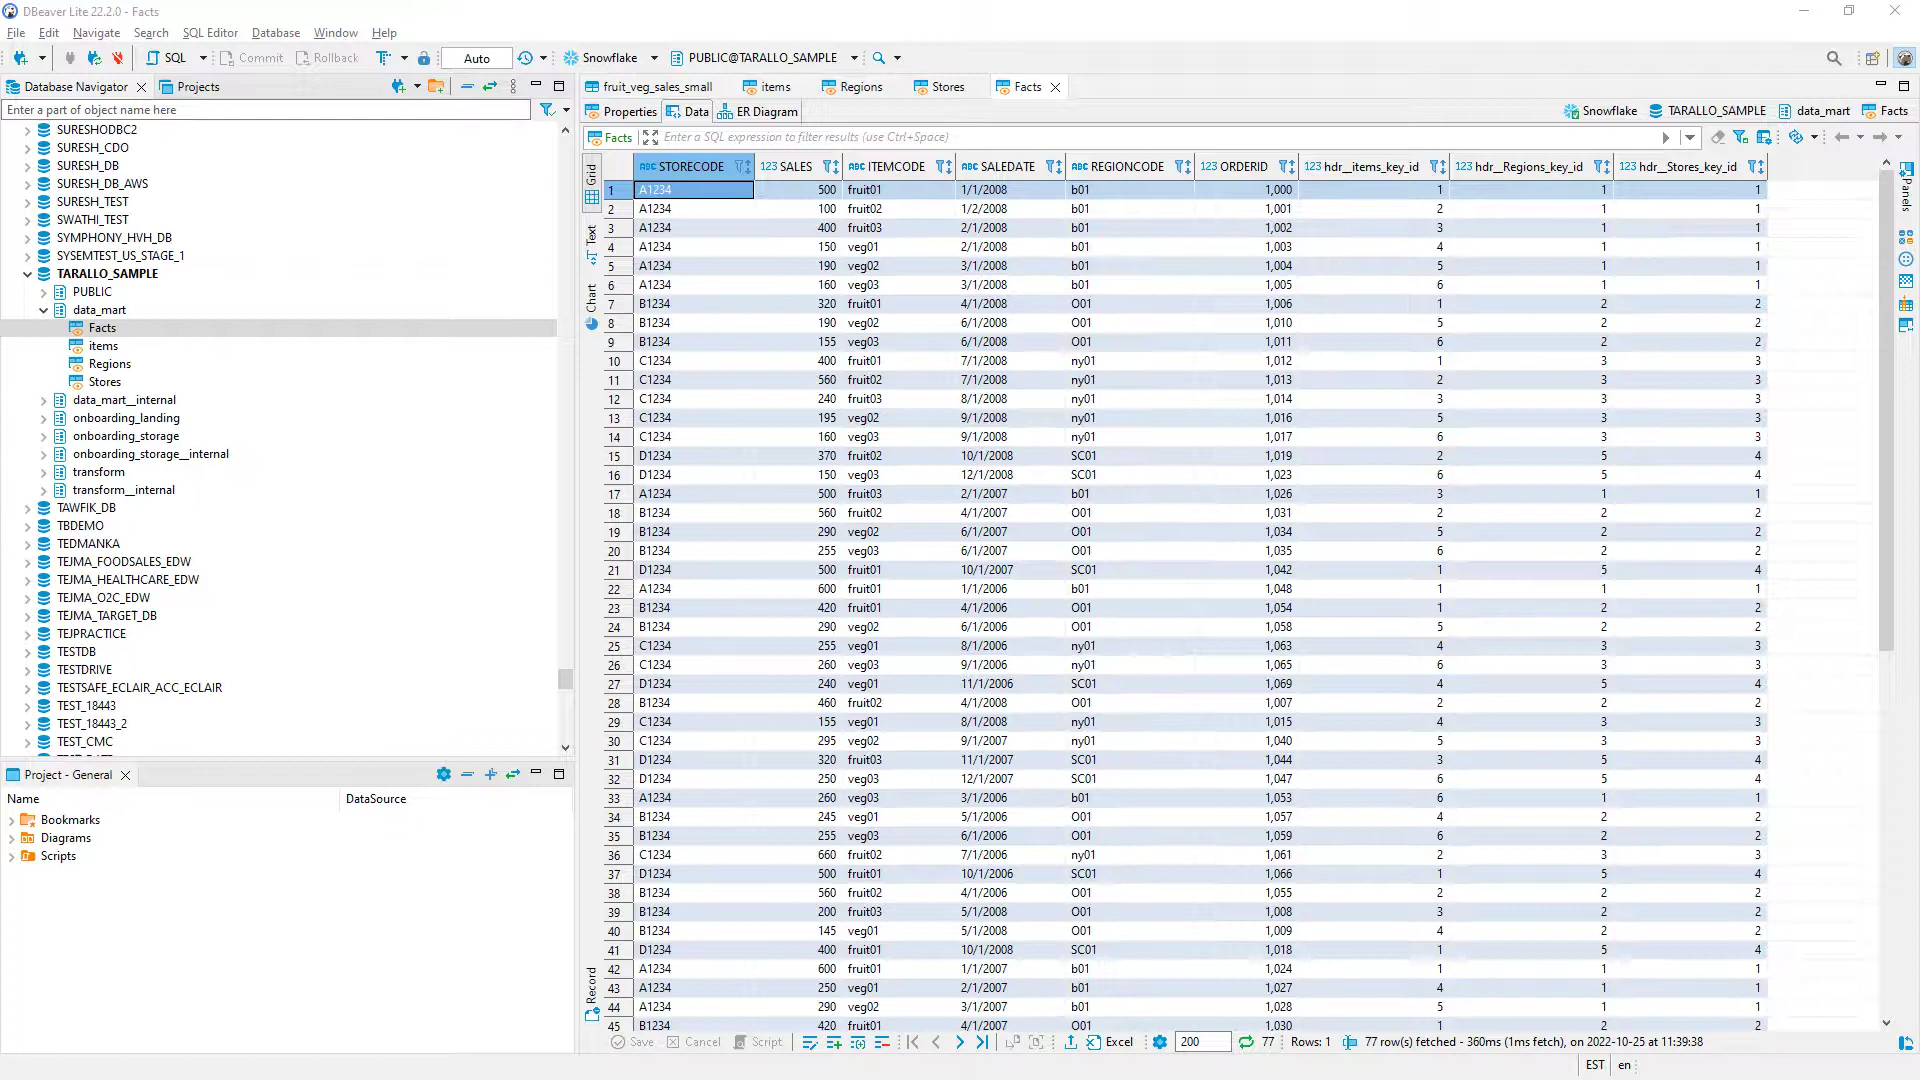 DBeaver Lite 22.2.0 - Facts
File Edit Navigate Search SQL Editor Database Window Help
SQL Commit Rollback Auto Snowflake PUBLIC@TARALLO_SAMPLE
Database Navigator Projects
Enter a part of object name here
SURESHODBC2
SURESH_CDO
SURESH_DB
SURESH_DB_AWS
SURESH_TEST
SWATHI_TEST
SYMPHONY_HVH_DB
SYSEMTEST_US_STAGE_1
TARALLO_SAMPLE
PUBLIC
data_mart
Facts
items
Regions
Stores
data_mart__internal
onboarding_landing
onboarding_storage
onboarding_storage__internal
transform
transform__internal
TAWFIK_DB
TBDEMO
TEDMANKA
TEJMA_FOODSALES_EDW
TEJMA_HEALTHCARE_EDW
TEJMA_O2C_EDW
TEJMA_TARGET_DB
TEJPRACTICE
TESTDB
TESTDRIVE
TESTSAFE_ECLAIR_ACC_ECLAIR
TEST_18443
TEST_18443_2
TEST_CMC
Project - General
Name DataSource
Bookmarks
Diagrams
Scripts
fruit_veg_sales_small items Regions Stores Facts
Properties Data ER Diagram Snowflake TARALLO_SAMPLE data_mart Facts
Facts Enter a SQL expression to filter results (use Ctrl+Space)
Grid
Text
Chart
Record
Panels
ABC STORECODE 123 SALES ABC ITEMCODE ABC SALEDATE ABC REGIONCODE 123 ORDERID 123 hdr__items_key_id 123 hdr__Regions_key_id 123 hdr__Stores_key_id
1 A1234 500 fruit01 1/1/2008 b01 1,000 1 1 1
2 A1234 100 fruit02 1/2/2008 b01 1,001 2 1 1
3 A1234 400 fruit03 2/1/2008 b01 1,002 3 1 1
4 A1234 150 veg01 2/1/2008 b01 1,003 4 1 1
5 A1234 190 veg02 3/1/2008 b01 1,004 5 1 1
6 A1234 160 veg03 3/1/2008 b01 1,005 6 1 1
7 B1234 320 fruit01 4/1/2008 O01 1,006 1 2 2
8 B1234 190 veg02 6/1/2008 O01 1,010 5 2 2
9 B1234 155 veg03 6/1/2008 O01 1,011 6 2 2
10 C1234 400 fruit01 7/1/2008 ny01 1,012 1 3 3
11 C1234 560 fruit02 7/1/2008 ny01 1,013 2 3 3
12 C1234 240 fruit03 8/1/2008 ny01 1,014 3 3 3
13 C1234 195 veg02 9/1/2008 ny01 1,016 5 3 3
14 C1234 160 veg03 9/1/2008 ny01 1,017 6 3 3
15 D1234 370 fruit02 10/1/2008 SC01 1,019 2 5 4
16 D1234 150 veg03 12/1/2008 SC01 1,023 6 5 4
17 A1234 500 fruit03 2/1/2007 b01 1,026 3 1 1
18 B1234 560 fruit02 4/1/2007 O01 1,031 2 2 2
19 B1234 290 veg02 6/1/2007 O01 1,034 5 2 2
20 B1234 255 veg03 6/1/2007 O01 1,035 6 2 2
21 D1234 500 fruit01 10/1/2007 SC01 1,042 1 5 4
22 A1234 600 fruit01 1/1/2006 b01 1,048 1 1 1
23 B1234 420 fruit01 4/1/2006 O01 1,054 1 2 2
24 B1234 290 veg02 6/1/2006 O01 1,058 5 2 2
25 C1234 255 veg01 8/1/2006 ny01 1,063 4 3 3
26 C1234 260 veg03 9/1/2006 ny01 1,065 6 3 3
27 D1234 240 veg01 11/1/2006 SC01 1,069 4 5 4
28 B1234 460 fruit02 4/1/2008 O01 1,007 2 2 2
29 C1234 155 veg01 8/1/2008 ny01 1,015 4 3 3
30 C1234 295 veg02 9/1/2007 ny01 1,040 5 3 3
31 D1234 320 fruit03 11/1/2007 SC01 1,044 3 5 4
32 D1234 250 veg03 12/1/2007 SC01 1,047 6 5 4
33 A1234 260 veg03 3/1/2006 b01 1,053 6 1 1
34 B1234 245 veg01 5/1/2006 O01 1,057 4 2 2
35 B1234 255 veg03 6/1/2006 O01 1,059 6 2 2
36 C1234 660 fruit02 7/1/2006 ny01 1,061 2 3 3
37 D1234 500 fruit01 10/1/2006 SC01 1,066 1 5 4
38 B1234 560 fruit02 4/1/2006 O01 1,055 2 2 2
39 B1234 200 fruit03 5/1/2008 O01 1,008 3 2 2
40 B1234 145 veg01 5/1/2008 O01 1,009 4 2 2
41 D1234 400 fruit01 10/1/2008 SC01 1,018 1 5 4
42 A1234 600 fruit01 1/1/2007 b01 1,024 1 1 1
43 A1234 250 veg01 2/1/2007 b01 1,027 4 1 1
44 A1234 290 veg02 3/1/2007 b01 1,028 5 1 1
45 B1234 420 fruit01 4/1/2007 O01 1,030 1 2 2
Save Cancel Script Excel 200 77 Rows: 1 77 row(s) fetched - 360ms (1ms fetch), on 2022-10-25 at 11:39:38
EST en